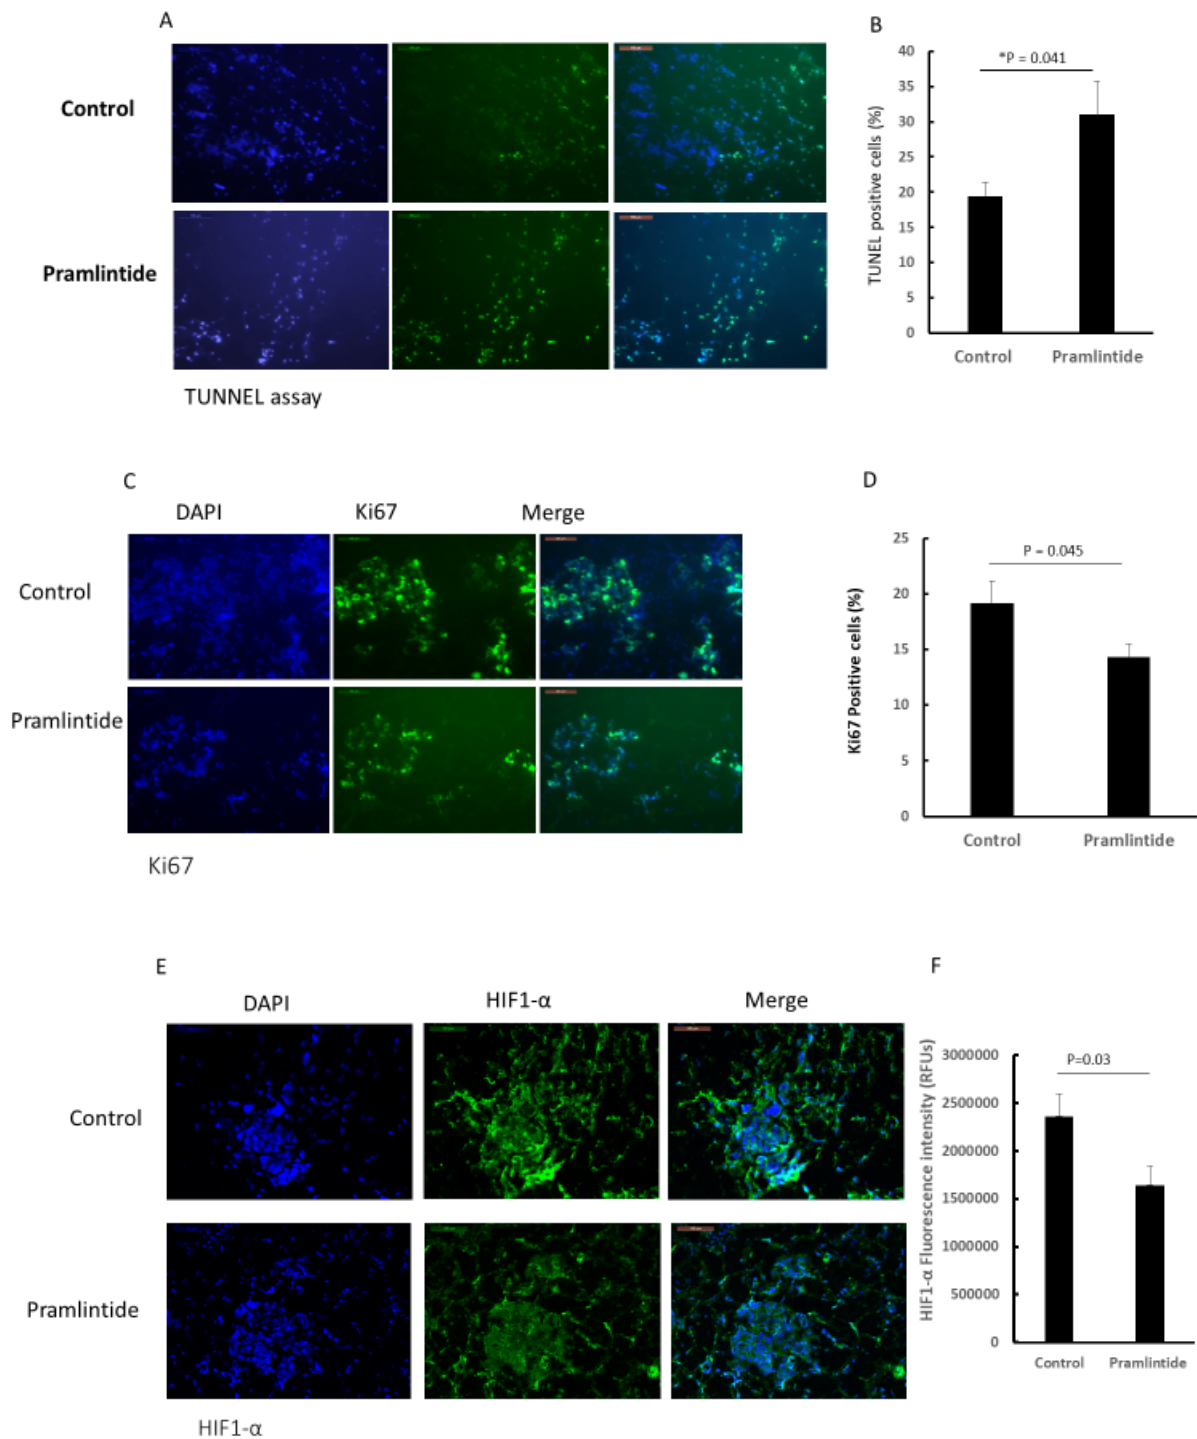 A
B
Control
Pramlintide
TUNNEL assay
*P = 0.041
TUNEL positive cells (%)
40
35
30
25
20
15
10
5
0
Control
Pramlintide
C
DAPI
Ki67
Merge
Control
Pramlintide
Ki67
D
P = 0.045
Ki67 Positive cells (%)
25
20
15
10
5
0
Control
Pramlintide
E
DAPI
HIF1-α
Merge
Control
Pramlintide
HIF1-α
F
P=0.03
HIF1-α Fluorescence intensity (RFUs)
3000000
2500000
2000000
1500000
1000000
500000
0
Control
Pramlintide